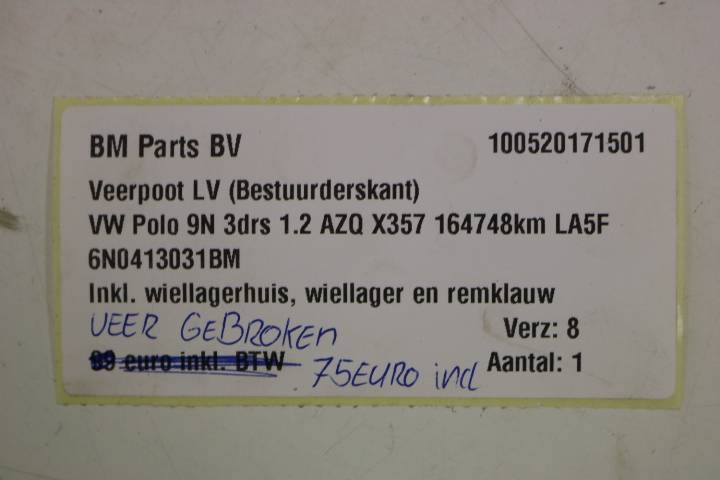 BM Parts BV 100520171501
Veerpoot LV (Bestuurderskant)
VW Polo 9N 3drs 1.2 AZQ X357 164748km LA5F
6N0413031BM
Inkl. wiellagerhuis, wiellager en remklauw
VEER GEBROKEN Verz: 8
89 euro inkl. BTW 75EURO incl Aantal: 1